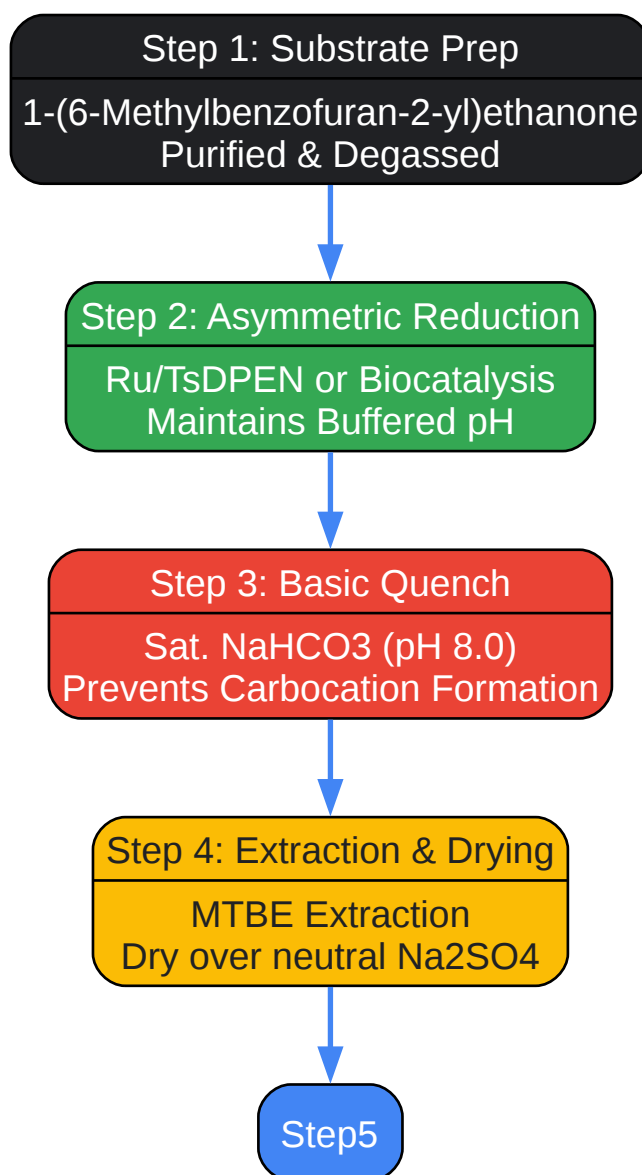 Step 1: Substrate Prep
1-(6-Methylbenzofuran-2-yl)ethanone
Purified & Degassed
Step 2: Asymmetric Reduction
Ru/TsDPEN or Biocatalysis
Maintains Buffered pH
Step 3: Basic Quench
Sat. NaHCO3 (pH 8.0)
Prevents Carbocation Formation
Step 4: Extraction & Drying
MTBE Extraction
Dry over neutral Na2SO4
Step5